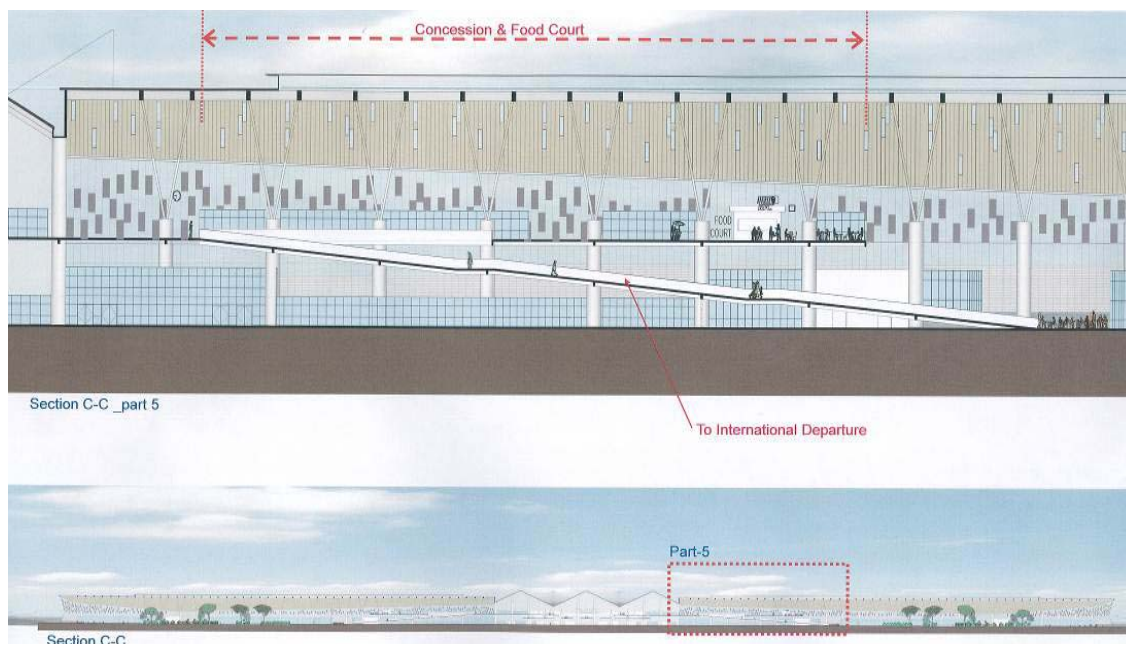 Concession & Food Court
FOOD
COURT
Section C-C _part 5
To International Departure
Part-5
Section C-C